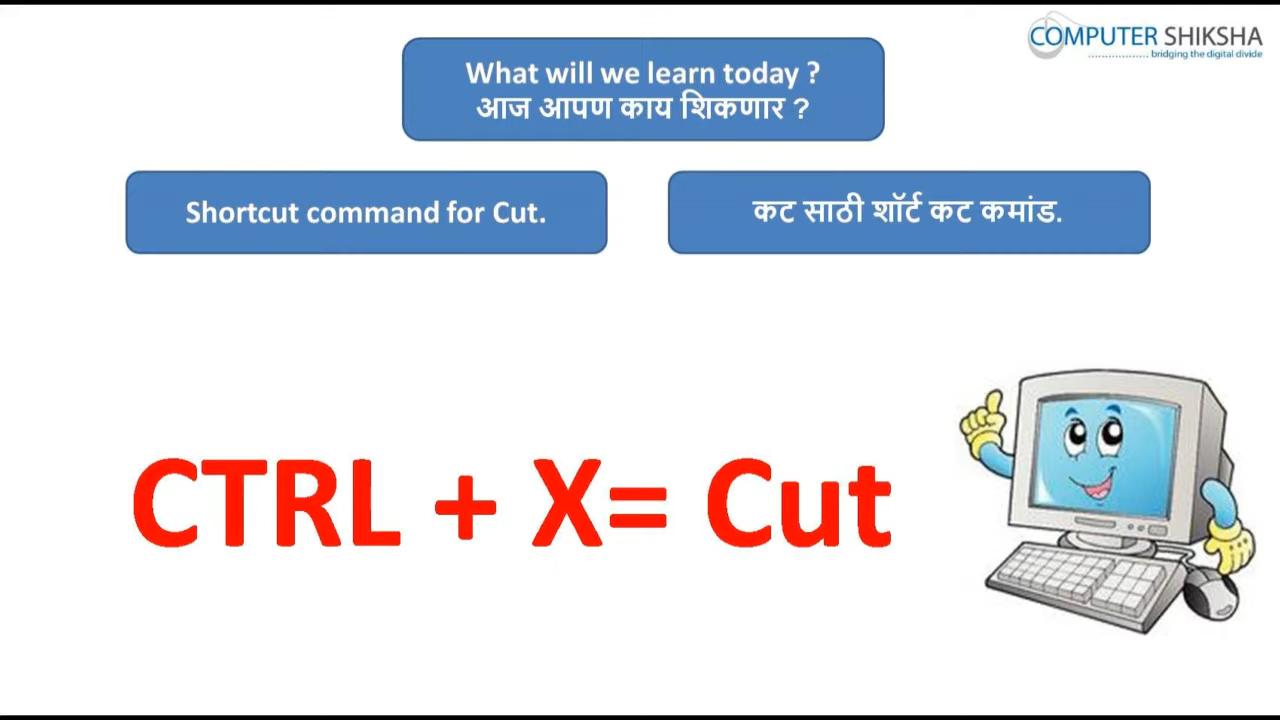 COMPUTER SHIKSHA
bridging the digital divide
What will we learn today ?
आज आपण काय शिकणार ?
Shortcut command for Cut.
कट साठी शॉर्ट कट कमांड.
CTRL + X= Cut